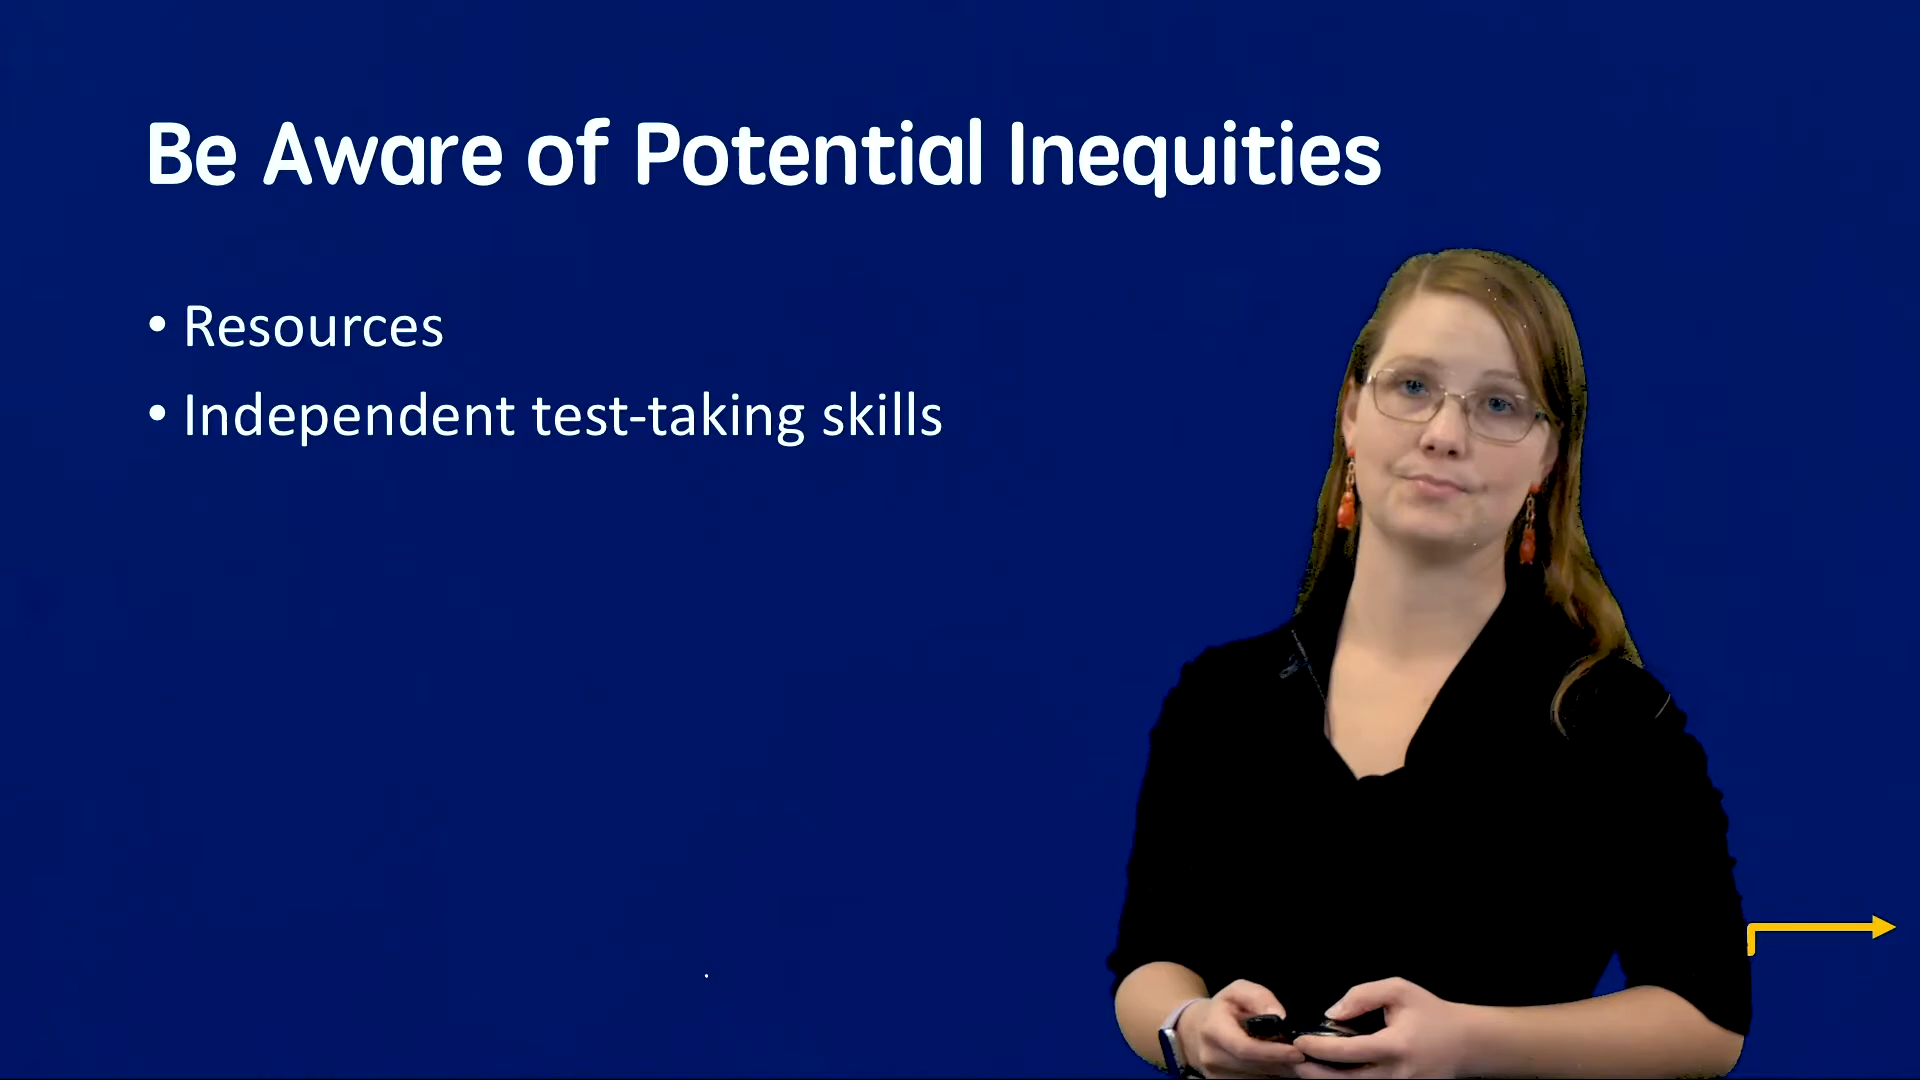 Be Aware of Potential Inequities
• Resources
• Independent test-taking skills